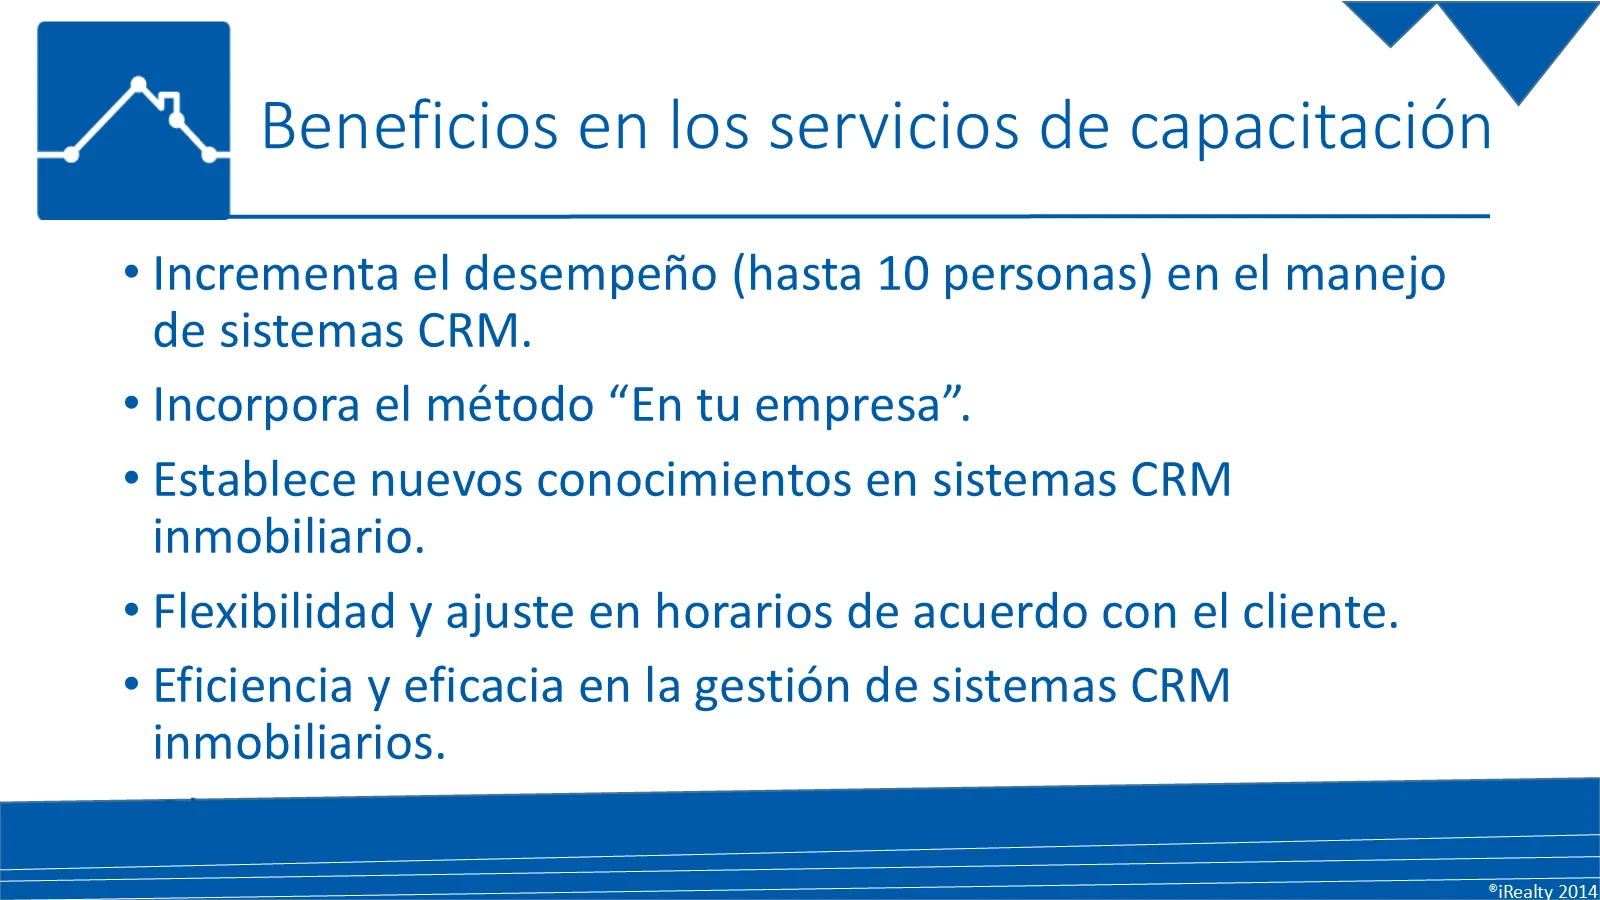 Beneficios en los servicios de capacitación
• Incrementa el desempeño (hasta 10 personas) en el manejo
de sistemas CRM.
• Incorpora el método “En tu empresa”.
• Establece nuevos conocimientos en sistemas CRM
inmobiliario.
• Flexibilidad y ajuste en horarios de acuerdo con el cliente.
• Eficiencia y eficacia en la gestión de sistemas CRM
inmobiliarios.
®iRealty 2014